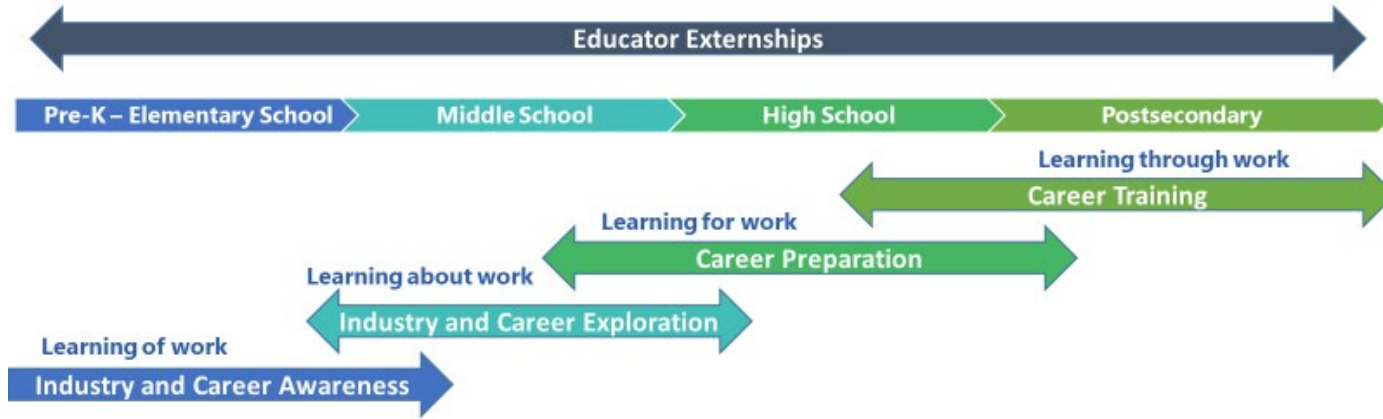 Educator Externships
Pre-K – Elementary School
Middle School
High School
Postsecondary
Learning through work
Career Training
Learning for work
Career Preparation
Learning about work
Industry and Career Exploration
Learning of work
Industry and Career Awareness